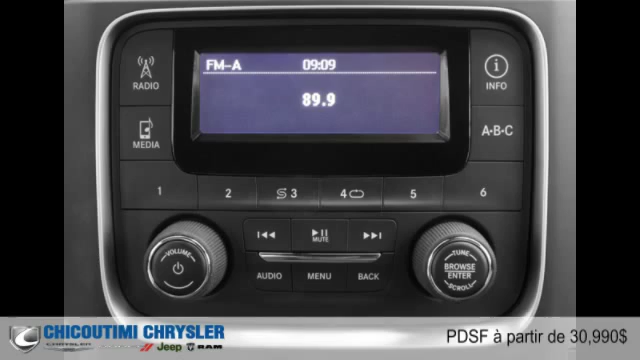 FM-A 09:09
89.9
RADIO
MEDIA
INFO
A-B-C
1 2 3 4 5 6
MUTE
VOLUME
AUDIO MENU BACK
TUNE
BROWSE
ENTER
SCROLL
CHICOUTIMI CHRYSLER
CHRYSLER Jeep RAM
PDSF à partir de 30,990$